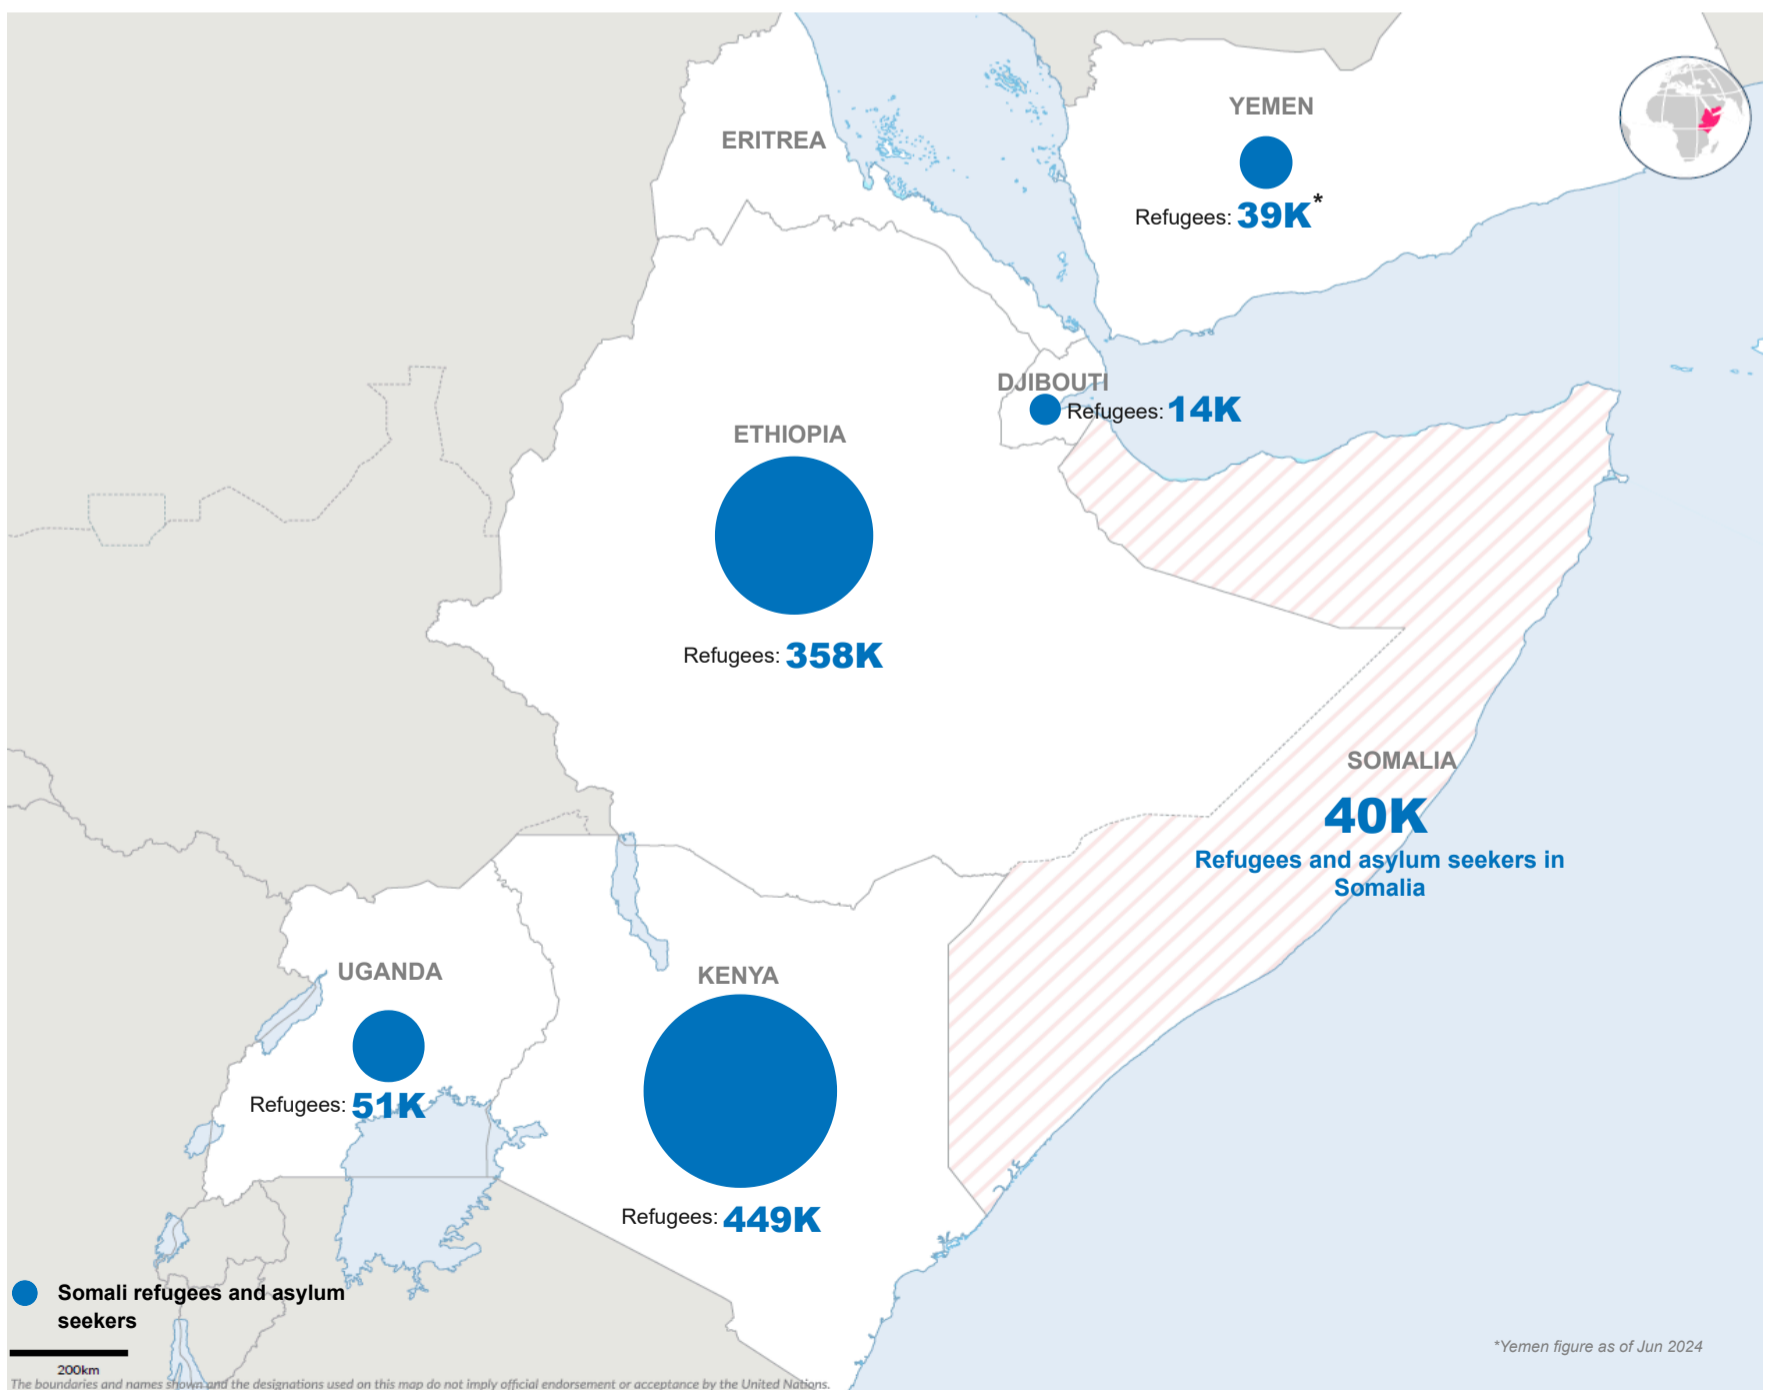 YEMEN
ERITREA
Refugees: 39K*
DJIBOUTI
Refugees: 14K
ETHIOPIA
Refugees: 358K
SOMALIA
40K
Refugees and asylum seekers in
Somalia
UGANDA
KENYA
Refugees: 51K
Refugees: 449K
Somali refugees and asylum
seekers
*Yemen figure as of Jun 2024
200km
The boundaries and names shown and the designations used on this map do not imply official endorsement or acceptance by the United Nations.